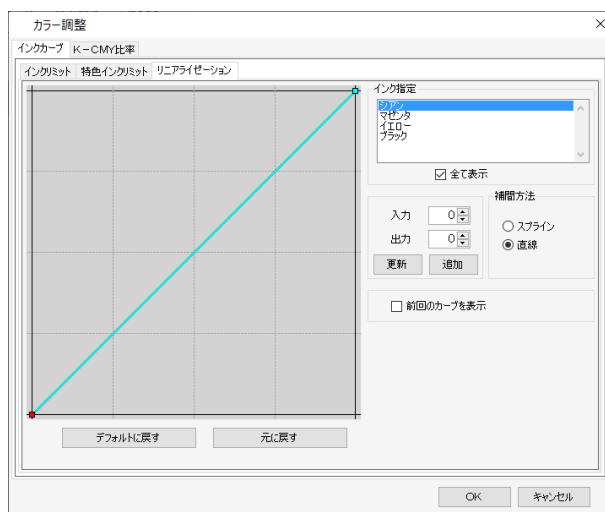 カラー調整
インクカーブ K－CMY比率
インクリミット 特色インクリミット リニアライゼーション
インク指定
シアン
マゼンタ
イエロー
ブラック
全て表示
入力 0
出力 0
更新 追加
補間方法
スプライン
直線
前回のカーブを表示
デフォルトに戻す 元に戻す
OK キャンセル